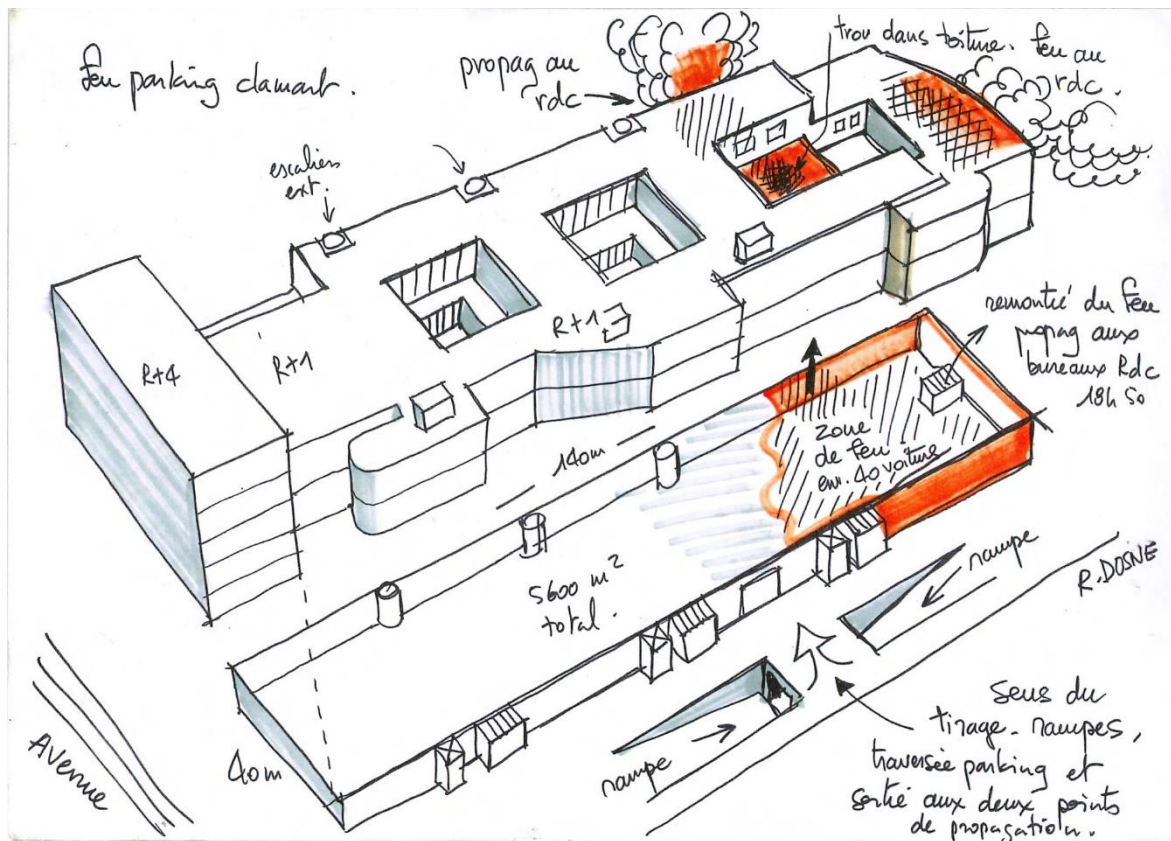 feu parking clamart.
propag au
rdc
trou dans toiture.
feu au
rdc.
escaliers
ext.
R+4
R+1
R+1
remontié du feu
propag aux
bureaux Rdc
18h50
140m
zone
de feu
env. 40 voiture
5600 m²
total.
rampe
R. DOSNE
40m
rampe
AVENUE
sens du
tirage - rampes,
traversée parking et
sortie aux deux points
de propagation.